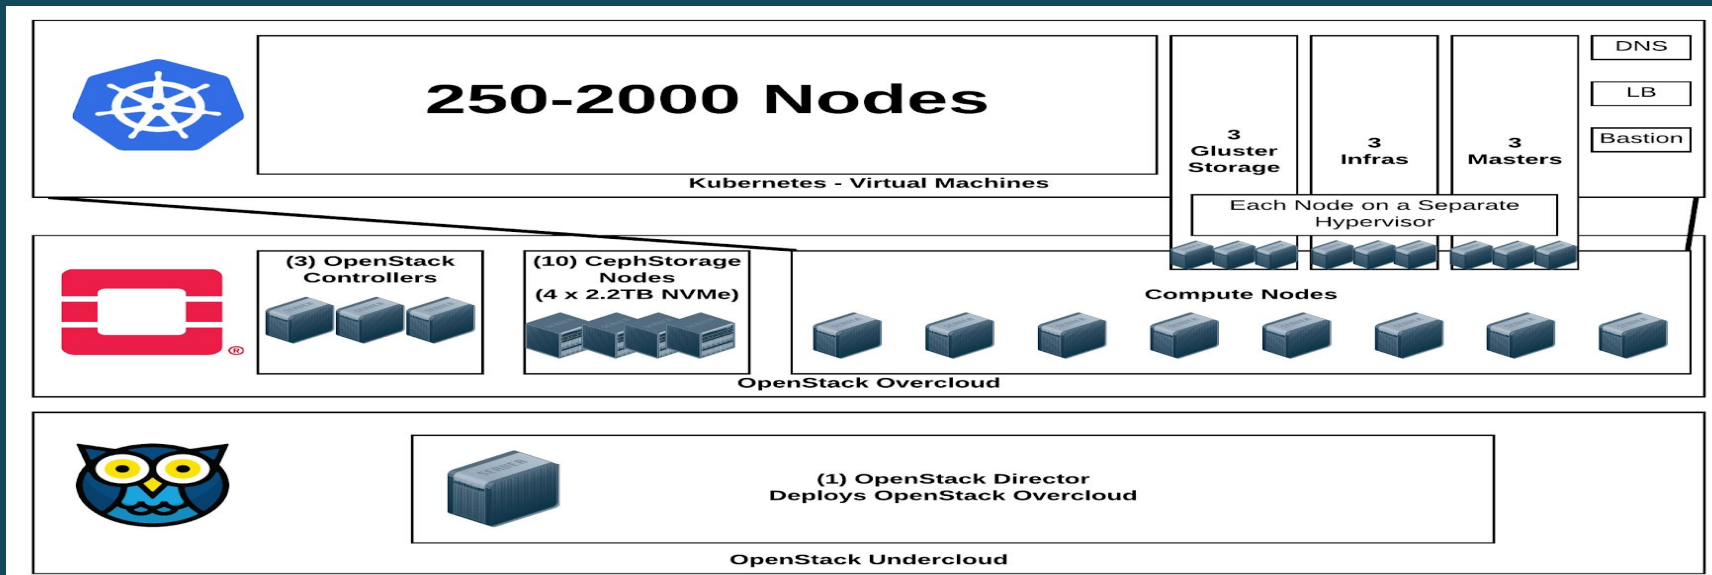 250-2000 Nodes
Kubernetes - Virtual Machines
3
Gluster
Storage
3
Infras
3
Masters
DNS
LB
Bastion
Each Node on a Separate
Hypervisor
(3) OpenStack
Controllers
(10) CephStorage
Nodes
(4 x 2.2TB NVMe)
Compute Nodes
®
OpenStack Overcloud
SERVER
(1) OpenStack Director
Deploys OpenStack Overcloud
OpenStack Undercloud